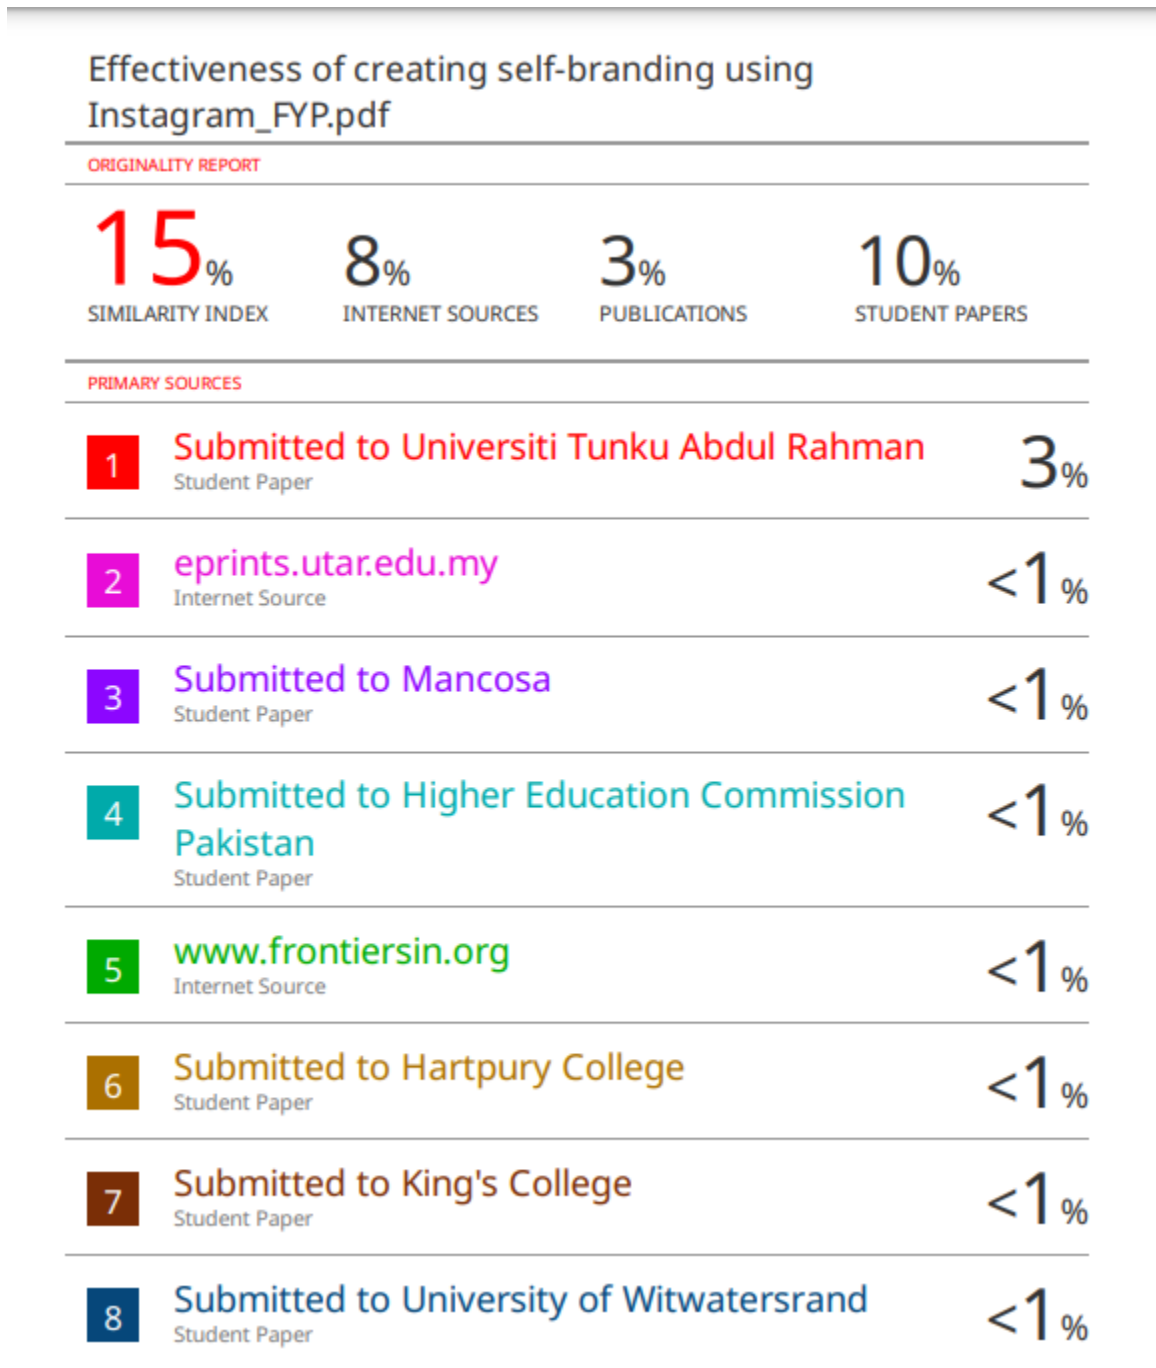 Effectiveness of creating self-branding using
Instagram_FYP.pdf
ORIGINALITY REPORT
15% 8% 3% 10%
SIMILARITY INDEX INTERNET SOURCES PUBLICATIONS STUDENT PAPERS
PRIMARY SOURCES
1 Submitted to Universiti Tunku Abdul Rahman 3%
Student Paper
2 eprints.utar.edu.my <1%
Internet Source
3 Submitted to Mancosa <1%
Student Paper
4 Submitted to Higher Education Commission <1%
Pakistan
Student Paper
5 www.frontiersin.org <1%
Internet Source
6 Submitted to Hartpury College <1%
Student Paper
7 Submitted to King's College <1%
Student Paper
8 Submitted to University of Witwatersrand <1%
Student Paper